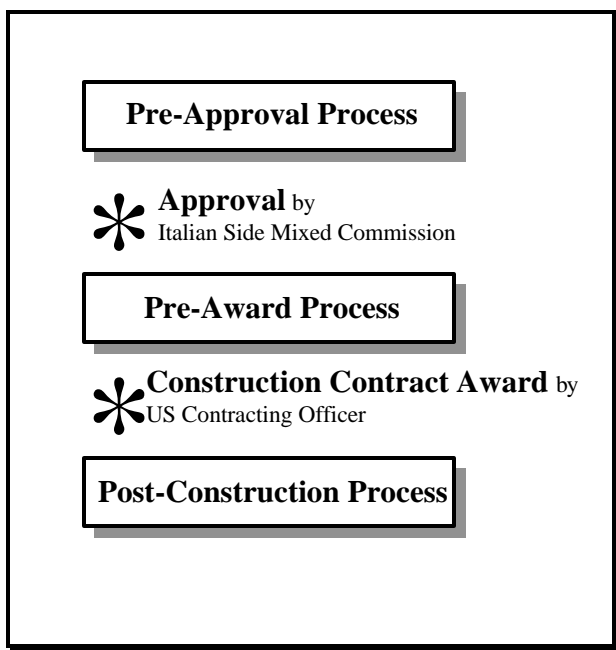 Pre-Approval Process
Approval by
Italian Side Mixed Commission
Pre-Award Process
Construction Contract Award by
US Contracting Officer
Post-Construction Process